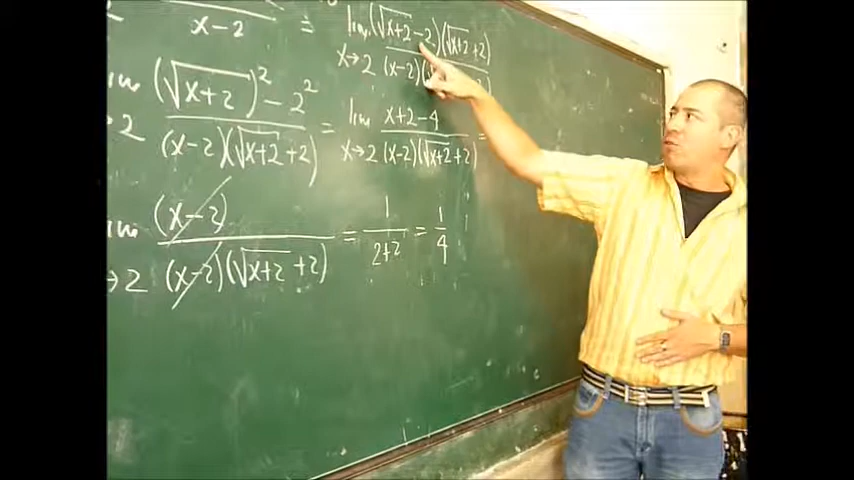 x-2 = lim (√x+2 -2)(√x+2 +2)
x→2 (x-2)(
lim (√x+2)² - 2² = lim x+2-4 =
→2 (x-2)(√x+2 +2) x→2 (x-2)(√x+2 +2)
lim (x-2) = 1 = 1
→2 (x-2)(√x+2 +2) 2+2 4